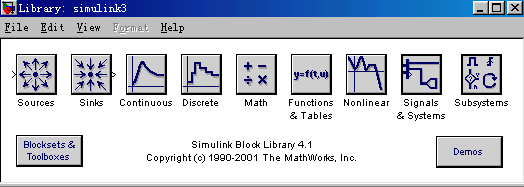 Library: simulink3
File Edit View Format Help
y=f(t,u)
Sources Sinks Continuous Discrete Math Functions & Tables Nonlinear Signals & Systems Subsystems
Blocksets & Toolboxes
Simulink Block Library 4.1
Copyright (c) 1990-2001 The MathWorks, Inc.
Demos